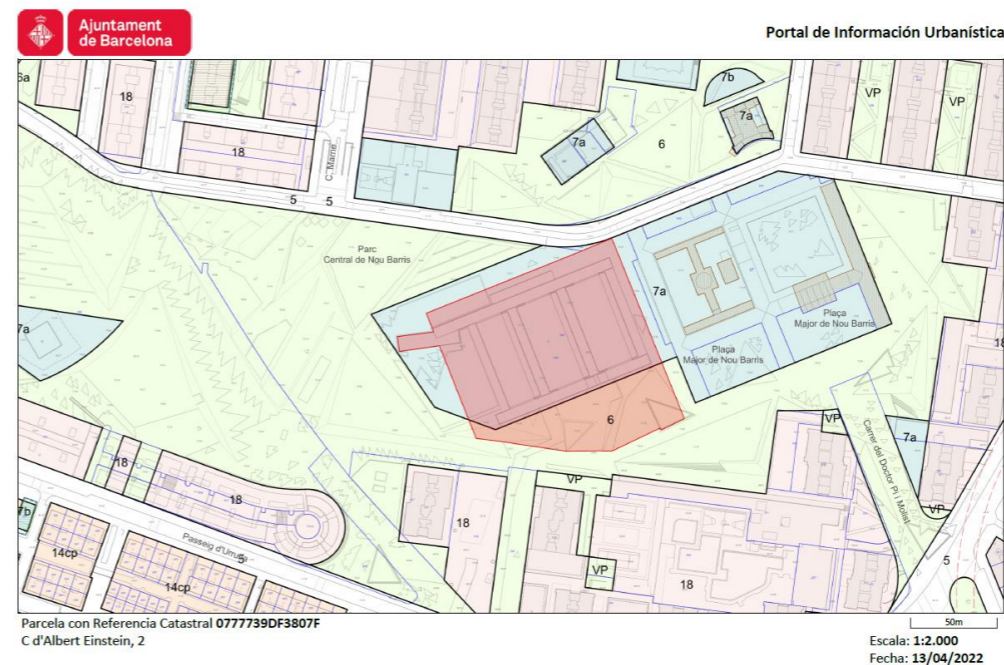 Ajuntament
de Barcelona
Portal de Información Urbanística
6a
18
18
C. Marne
5
5
7b
7a
7a
6
VP
VP
Parc
Central de Nou Barris
7a
Plaça
Major de Nou Barris
Plaça
Major de Nou Barris
7a
18
6
VP
7a
Carrer del Doctor Pi i Molist
VP
18
18
7b
Passeig d'Urrutia
5
14cp
14cp
18
VP
VP
18
5
50m
Parcela con Referencia Catastral 0777739DF3807F
C d'Albert Einstein, 2
Escala: 1:2.000
Fecha: 13/04/2022